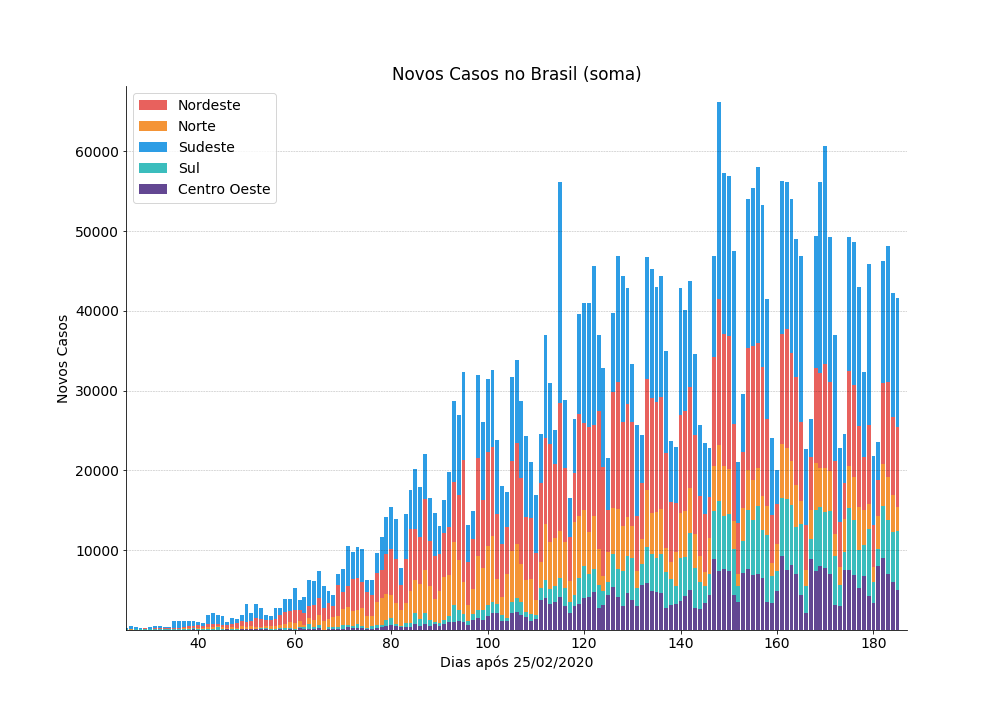 Novos Casos no Brasil (soma)
Nordeste
Norte
Sudeste
Sul
Centro Oeste
Novos Casos
60000
50000
40000
30000
20000
10000
40 60 80 100 120 140 160 180
Dias após 25/02/2020